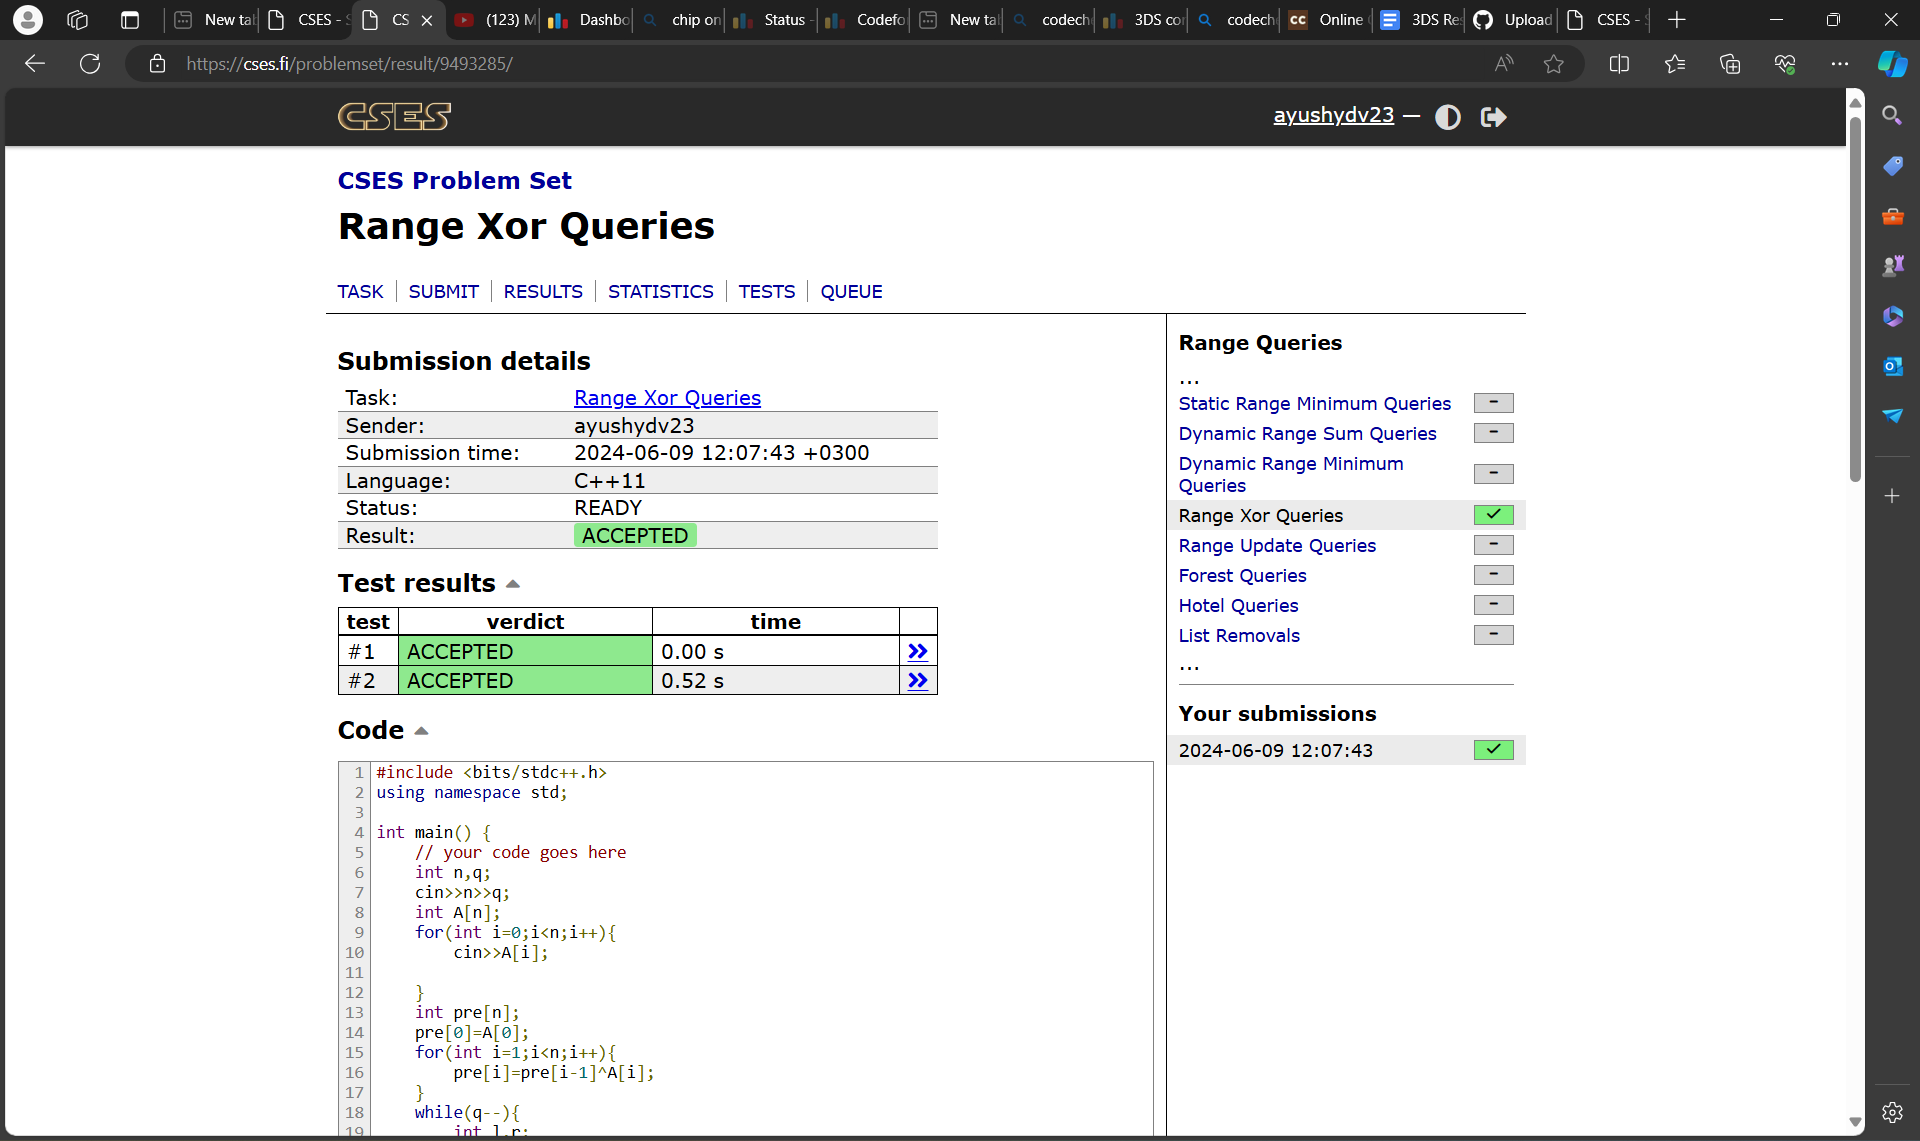 New ta
CSES - S
CS
(123) M
Dashbo
chip on
Status -
Codefo
New ta
codech
3DS co
codech
Online
3DS Re
Upload
CSES -
https://cses.fi/problemset/result/9493285/
CSES
ayushydv23 —
CSES Problem Set
Range Xor Queries
TASK SUBMIT RESULTS STATISTICS TESTS QUEUE
Submission details
Task: Range Xor Queries
Sender: ayushydv23
Submission time: 2024-06-09 12:07:43 +0300
Language: C++11
Status: READY
Result: ACCEPTED
Test results
test verdict time
#1 ACCEPTED 0.00 s »
#2 ACCEPTED 0.52 s »
Code
1 #include <bits/stdc++.h>
2 using namespace std;
3
4 int main() {
5 // your code goes here
6 int n,q;
7 cin>>n>>q;
8 int A[n];
9 for(int i=0;i<n;i++){
10 cin>>A[i];
11
12 }
13 int pre[n];
14 pre[0]=A[0];
15 for(int i=1;i<n;i++){
16 pre[i]=pre[i-1]^A[i];
17 }
18 while(q--){
19 int l,r;
Range Queries
...
Static Range Minimum Queries –
Dynamic Range Sum Queries –
Dynamic Range Minimum
Queries –
Range Xor Queries ✓
Range Update Queries –
Forest Queries –
Hotel Queries –
List Removals –
...
Your submissions
2024-06-09 12:07:43 ✓